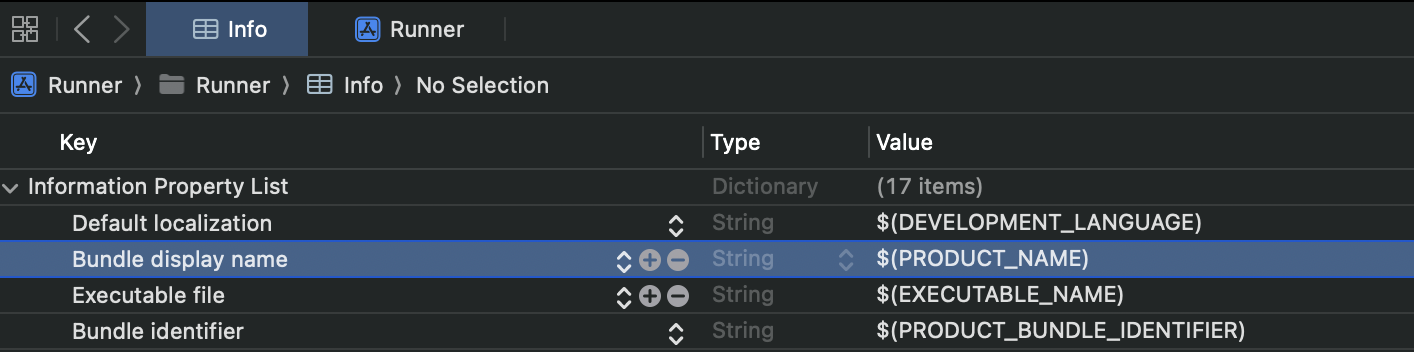 Info Runner
Runner 〉 Runner 〉 Info 〉 No Selection
Key Type Value
Information Property List Dictionary (17 items)
Default localization String $(DEVELOPMENT_LANGUAGE)
Bundle display name String $(PRODUCT_NAME)
Executable file String $(EXECUTABLE_NAME)
Bundle identifier String $(PRODUCT_BUNDLE_IDENTIFIER)